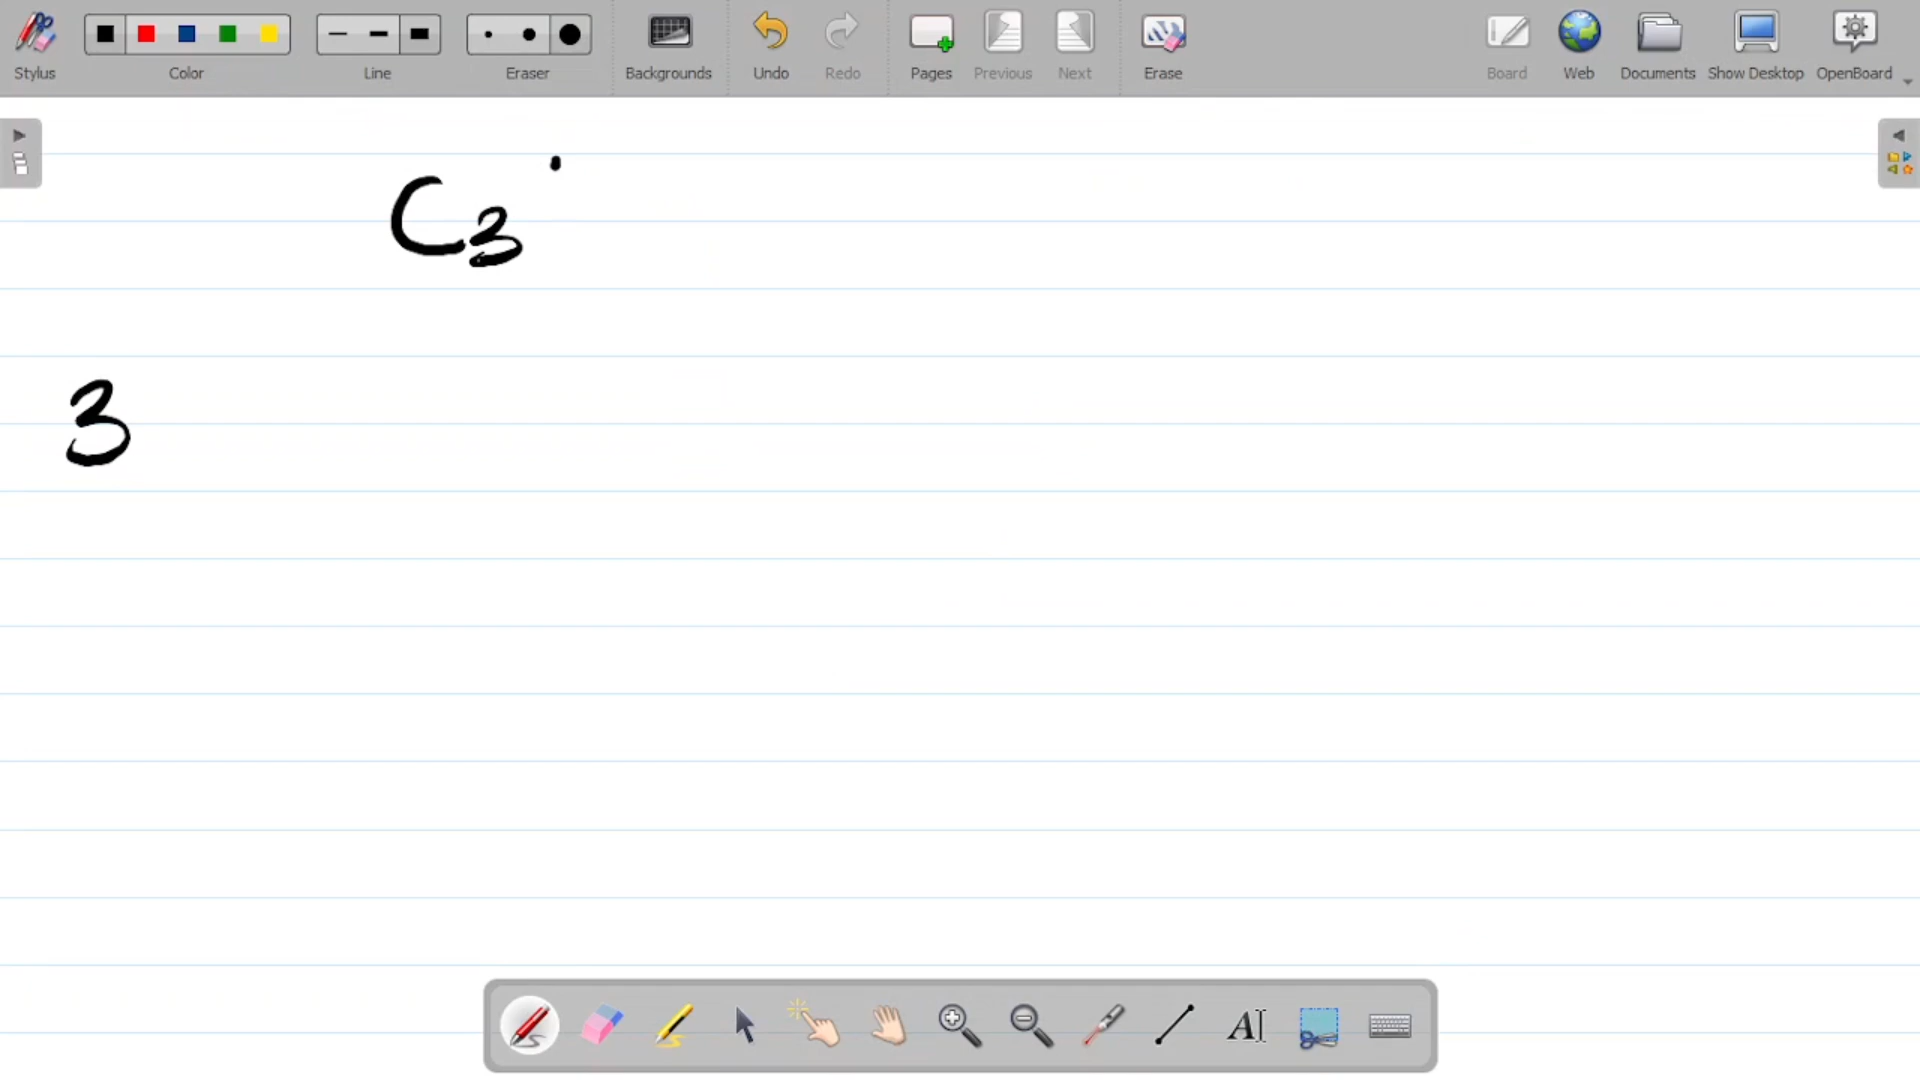 Stylus Color Line Eraser Backgrounds Undo Redo Pages Previous Next Erase Board Web Documents Show Desktop OpenBoard
C₃
3